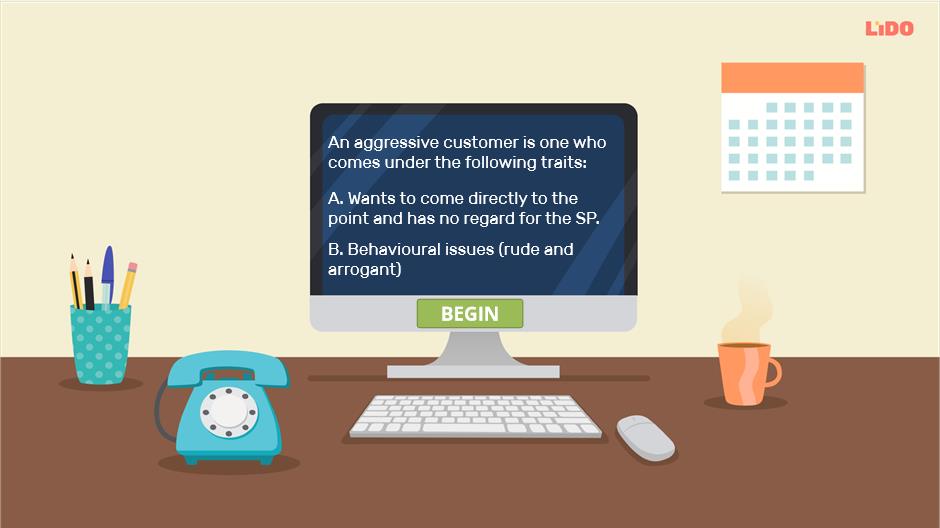 LiDO
An aggressive customer is one who
comes under the following traits:
A. Wants to come directly to the
point and has no regard for the SP.
B. Behavioural issues (rude and
arrogant)
BEGIN